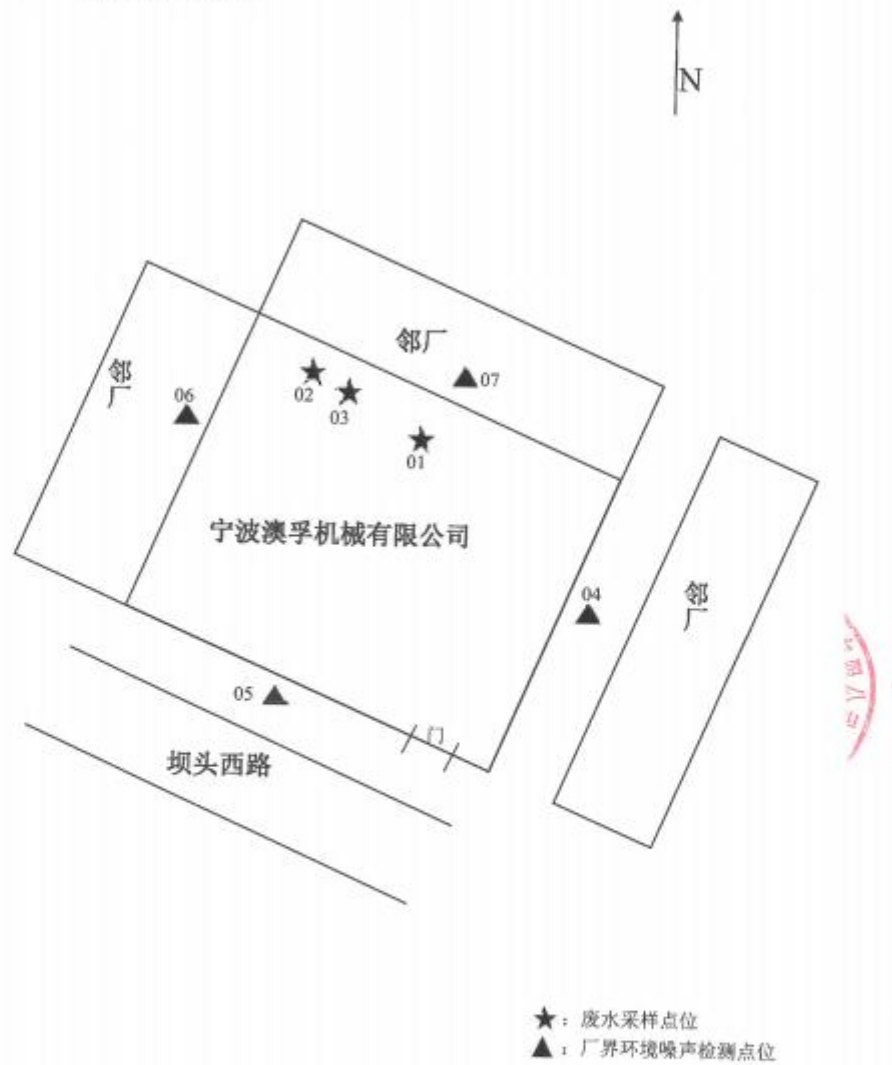 N
邻厂
07
邻厂
06
02
03
01
宁波澳孚机械有限公司
04
邻厂
05
门
坝头西路
★：废水采样点位
▲：厂界环境噪声检测点位